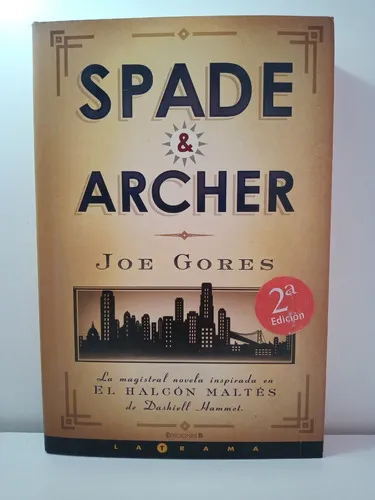 SPADE
&
ARCHER
JOE GORES
2ª
Edición
La magistral novela inspirada en
EL HALCÓN MALTÉS
de Dashiell Hammet.
EDICIONES B
LA TRAMA